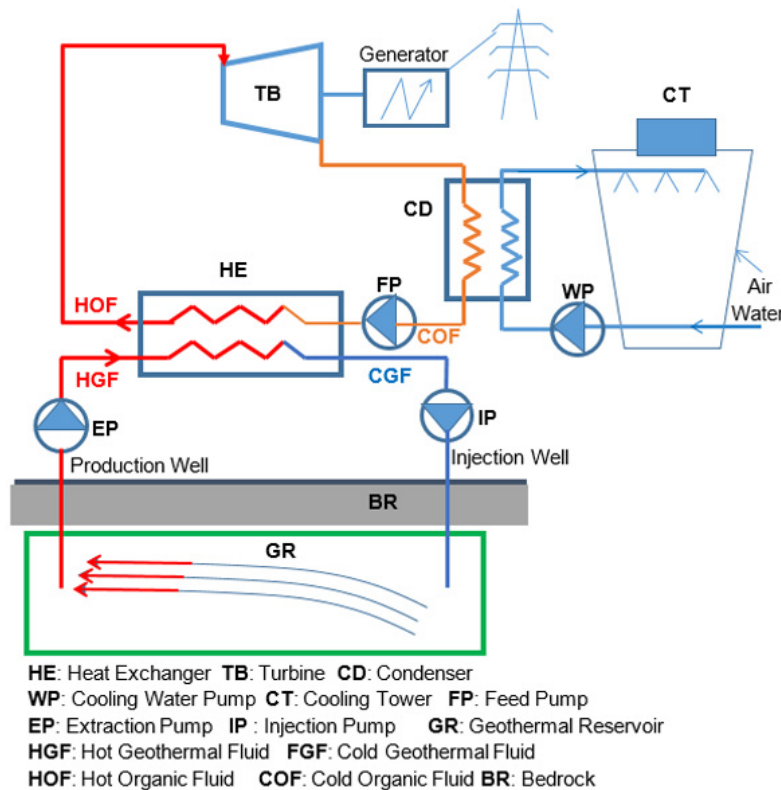 Generator
TB
CT
CD
HE
FP
WP
Air
Water
HOF
COF
HGF
CGF
EP
IP
Production Well
Injection Well
BR
GR
HE: Heat Exchanger TB: Turbine CD: Condenser
WP: Cooling Water Pump CT: Cooling Tower FP: Feed Pump
EP: Extraction Pump IP : Injection Pump GR: Geothermal Reservoir
HGF: Hot Geothermal Fluid FGF: Cold Geothermal Fluid
HOF: Hot Organic Fluid COF: Cold Organic Fluid BR: Bedrock